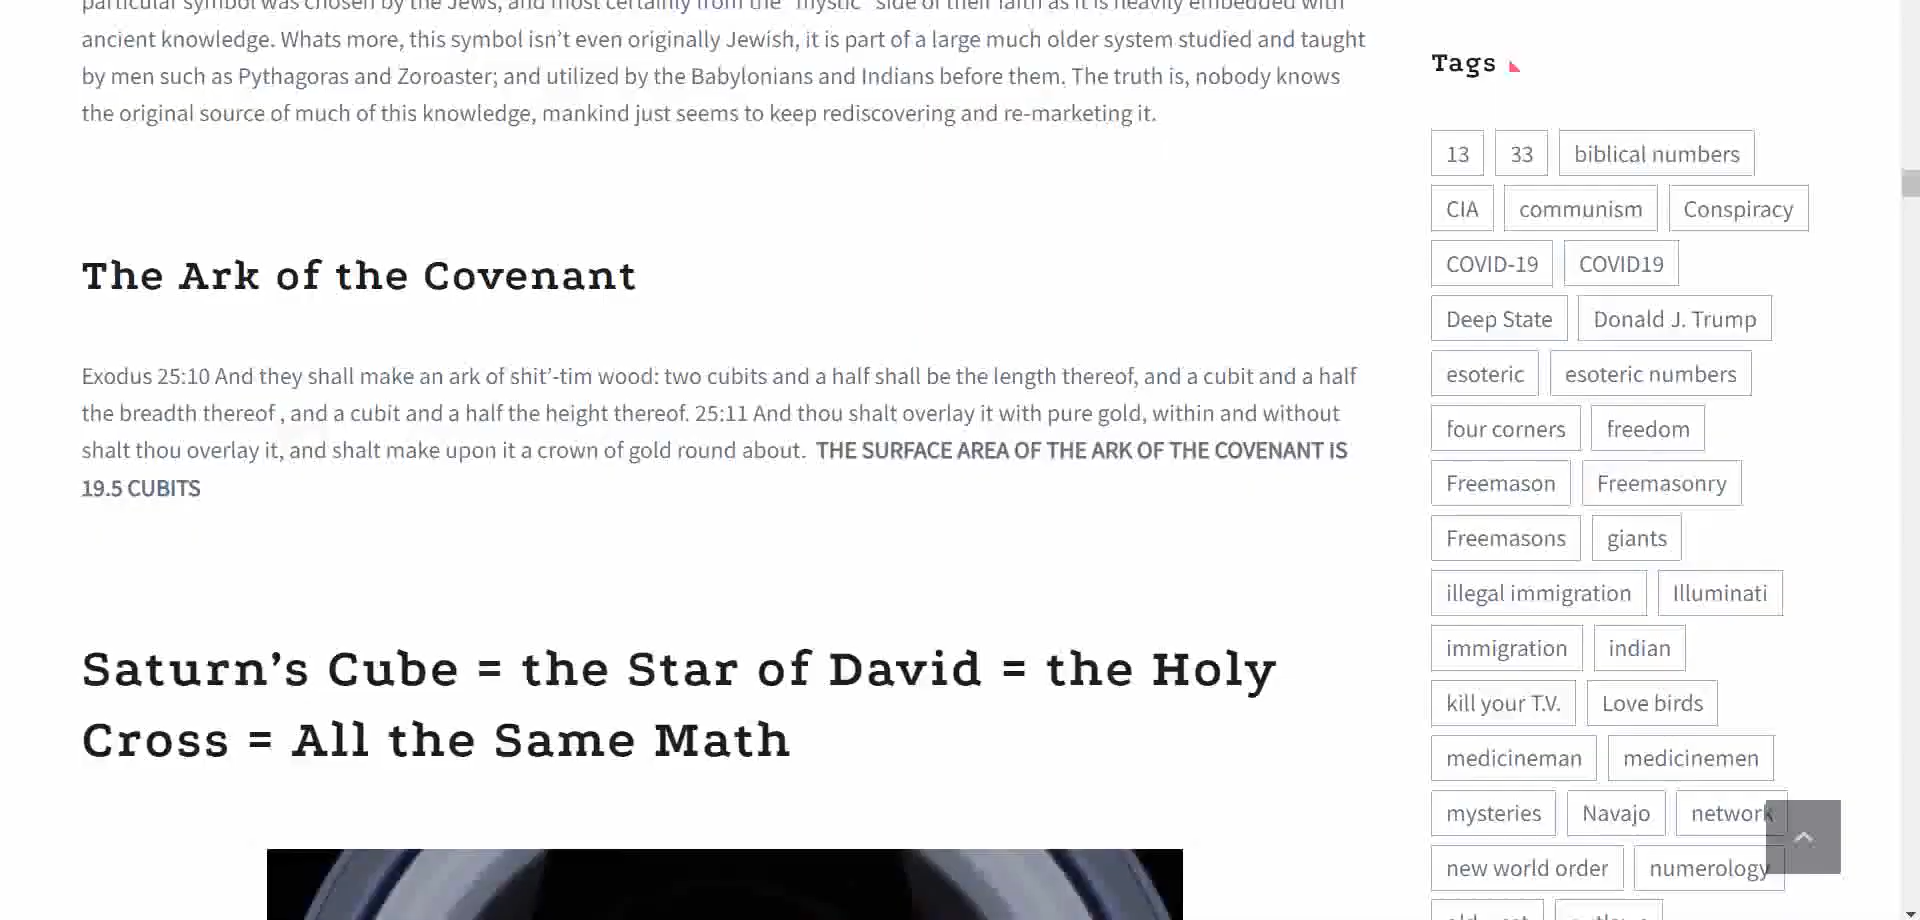 particular symbol was chosen by the Jews, and most certainly from the “mystic” side of their faith as it is heavily embedded with
ancient knowledge. Whats more, this symbol isn’t even originally Jewish, it is part of a large much older system studied and taught
by men such as Pythagoras and Zoroaster; and utilized by the Babylonians and Indians before them. The truth is, nobody knows
the original source of much of this knowledge, mankind just seems to keep rediscovering and re-marketing it.
The Ark of the Covenant
Exodus 25:10 And they shall make an ark of shit’-tim wood: two cubits and a half shall be the length thereof, and a cubit and a half
the breadth thereof , and a cubit and a half the height thereof. 25:11 And thou shalt overlay it with pure gold, within and without
shalt thou overlay it, and shalt make upon it a crown of gold round about. THE SURFACE AREA OF THE ARK OF THE COVENANT IS
19.5 CUBITS
Saturn’s Cube = the Star of David = the Holy
Cross = All the Same Math
Tags
13 33 biblical numbers
CIA communism Conspiracy
COVID-19 COVID19
Deep State Donald J. Trump
esoteric esoteric numbers
four corners freedom
Freemason Freemasonry
Freemasons giants
illegal immigration Illuminati
immigration indian
kill your T.V. Love birds
medicineman medicinemen
mysteries Navajo network
new world order numerology